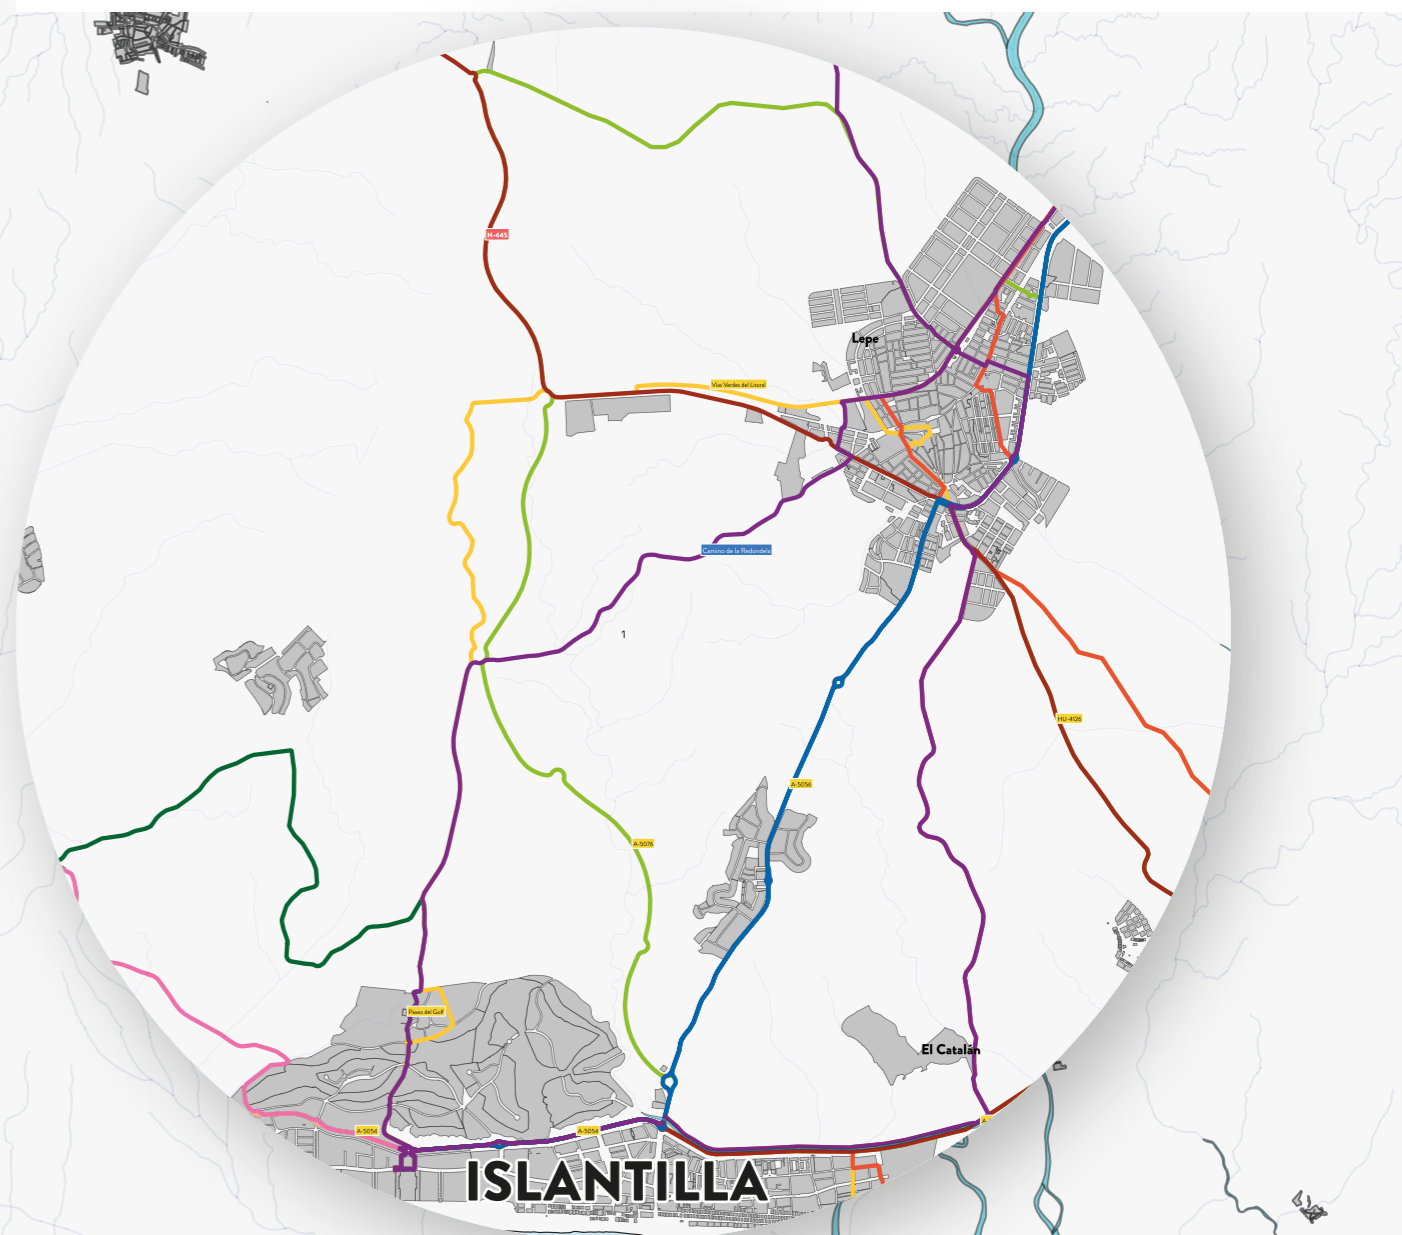 N-445
Lepe
Vías Verdes del Litoral
Camino de la Redondela
1
HU-4126
A-5056
A-5076
Paseo del Golf
El Catalán
A
A-5054
A-5054
ISLANTILLA